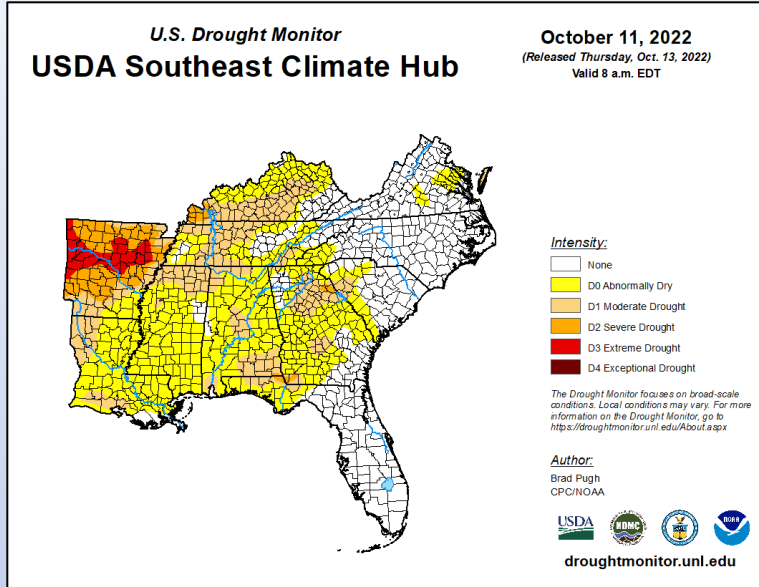 U.S. Drought Monitor
USDA Southeast Climate Hub
October 11, 2022
(Released Thursday, Oct. 13, 2022)
Valid 8 a.m. EDT
Intensity:
None
D0 Abnormally Dry
D1 Moderate Drought
D2 Severe Drought
D3 Extreme Drought
D4 Exceptional Drought
The Drought Monitor focuses on broad-scale
conditions. Local conditions may vary. For more
information on the Drought Monitor, go to
https://droughtmonitor.unl.edu/About.aspx
Author:
Brad Pugh
CPC/NOAA
USDA
NDMC
NOAA
droughtmonitor.unl.edu